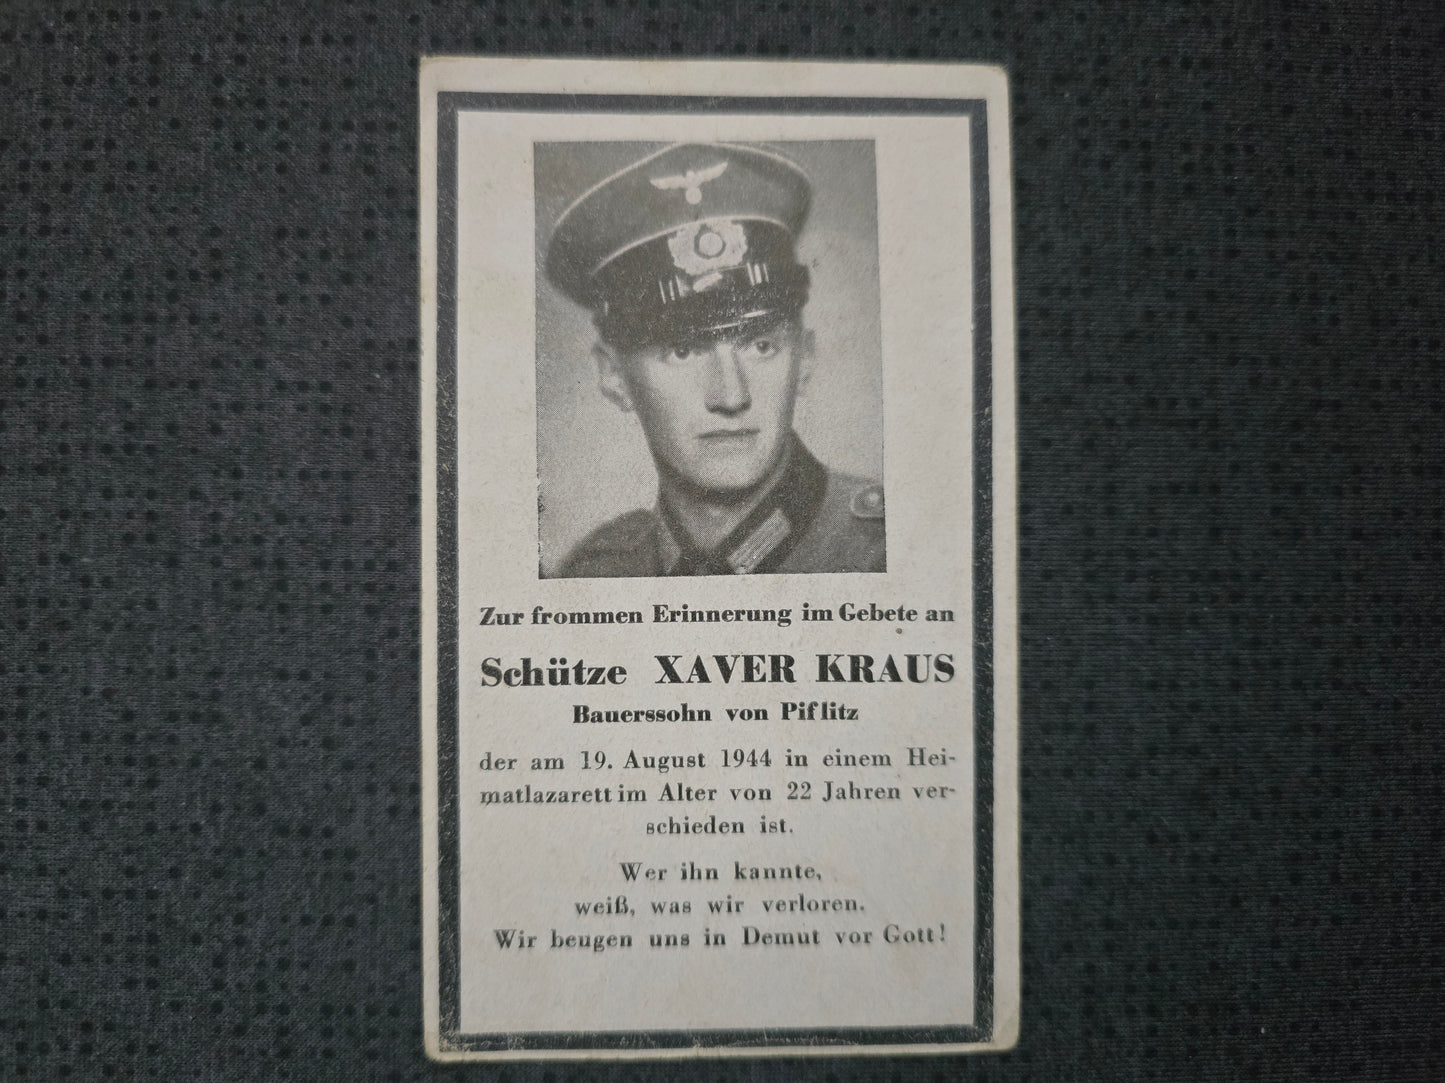 Zur frommen Erinnerung im Gebete an
Schütze XAVER KRAUS
Bauerssohn von Piflitz
der am 19. August 1944 in einem Hei-
matlazarett im Alter von 22 Jahren ver-
schieden ist.
Wer ihn kannte,
weiß, was wir verloren.
Wir beugen uns in Demut vor Gott!